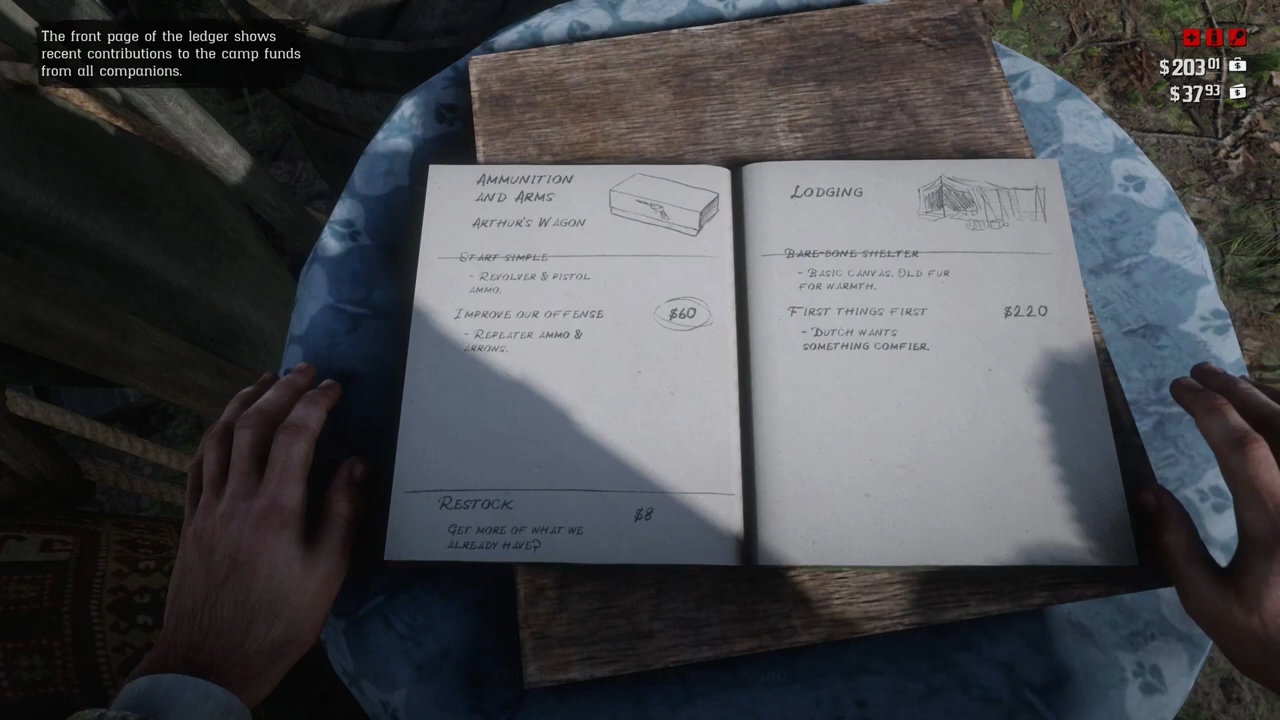 The front page of the ledger shows
recent contributions to the camp funds
from all companions.
$203 01
$37 93
AMMUNITION
AND ARMS
ARTHUR'S WAGON
START SIMPLE
- REVOLVER & PISTOL
AMMO.
IMPROVE OUR OFFENSE $60
- REPEATER AMMO &
ARROWS.
RESTOCK $8
GET MORE OF WHAT WE
ALREADY HAVE?
LODGING
BARE-BONE SHELTER
- BASIC CANVAS. OLD FUR
FOR WARMTH.
FIRST THINGS FIRST $220
- DUTCH WANTS
SOMETHING COMFIER.